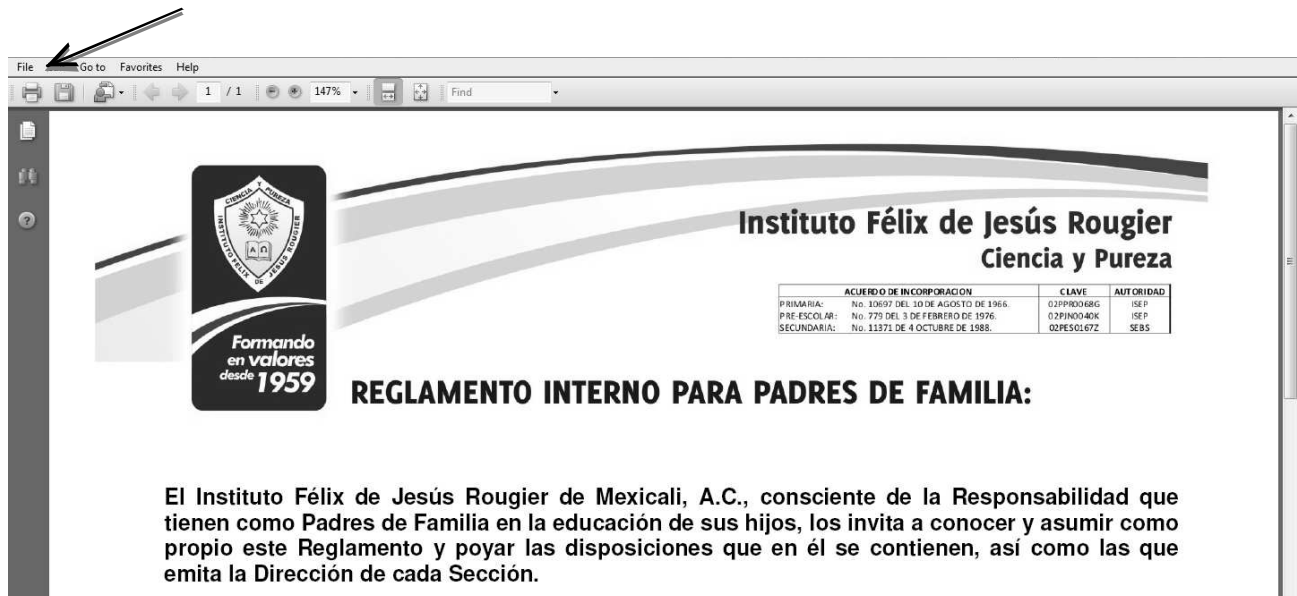 File Go to Favorites Help
1 / 1 147% Find
CIENCIA Y PUREZA
INSTITUTO FELIX DE JESUS ROUGIER
A Ω
Formando
en valores
desde 1959
Instituto Félix de Jesús Rougier
Ciencia y Pureza
ACUERDO DE INCORPORACION CLAVE AUTORIDAD
PRIMARIA: No. 10697 DEL 10 DE AGOSTO DE 1966. 02PPR0068G ISEP
PRE-ESCOLAR: No. 779 DEL 3 DE FEBRERO DE 1976. 02PJN0040K ISEP
SECUNDARIA: No. 11371 DE 4 OCTUBRE DE 1988. 02PES0167Z SEBS
REGLAMENTO INTERNO PARA PADRES DE FAMILIA:
El Instituto Félix de Jesús Rougier de Mexicali, A.C., consciente de la Responsabilidad que
tienen como Padres de Familia en la educación de sus hijos, los invita a conocer y asumir como
propio este Reglamento y poyar las disposiciones que en él se contienen, así como las que
emita la Dirección de cada Sección.